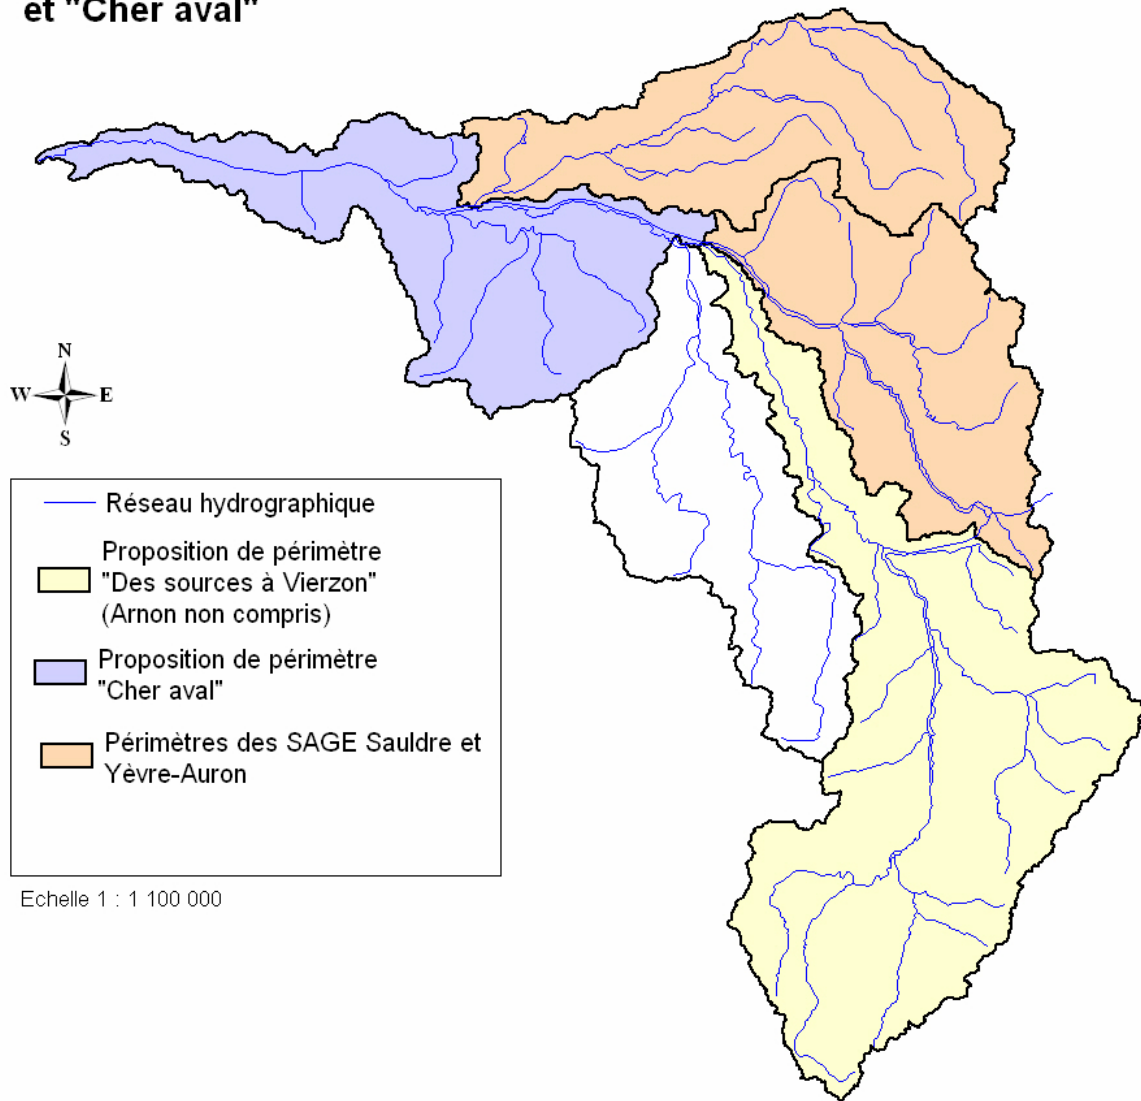 et "Cher aval"
N
W
E
S
Réseau hydrographique
Proposition de périmètre
"Des sources à Vierzon"
(Arnon non compris)
Proposition de périmètre
"Cher aval"
Périmètres des SAGE Sauldre et
Yèvre-Auron
Echelle 1 : 1 100 000